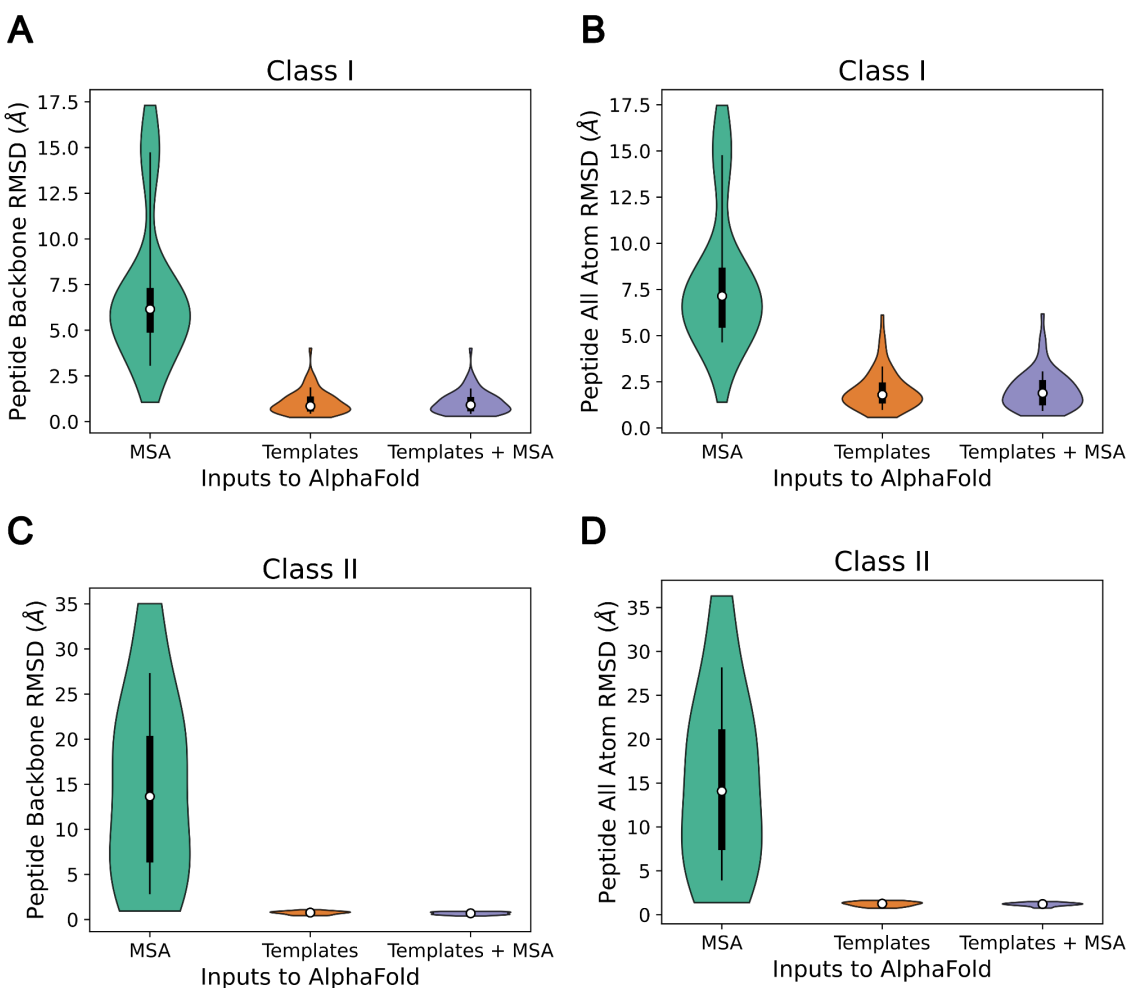 A
Class I
Peptide Backbone RMSD (Å)
17.5
15.0
12.5
10.0
7.5
5.0
2.5
0.0
MSA Templates Templates + MSA
Inputs to AlphaFold
B
Class I
Peptide All Atom RMSD (Å)
17.5
15.0
12.5
10.0
7.5
5.0
2.5
0.0
MSA Templates Templates + MSA
Inputs to AlphaFold
C
Class II
Peptide Backbone RMSD (Å)
35
30
25
20
15
10
5
0
MSA Templates Templates + MSA
Inputs to AlphaFold
D
Class II
Peptide All Atom RMSD (Å)
35
30
25
20
15
10
5
0
MSA Templates Templates + MSA
Inputs to AlphaFold